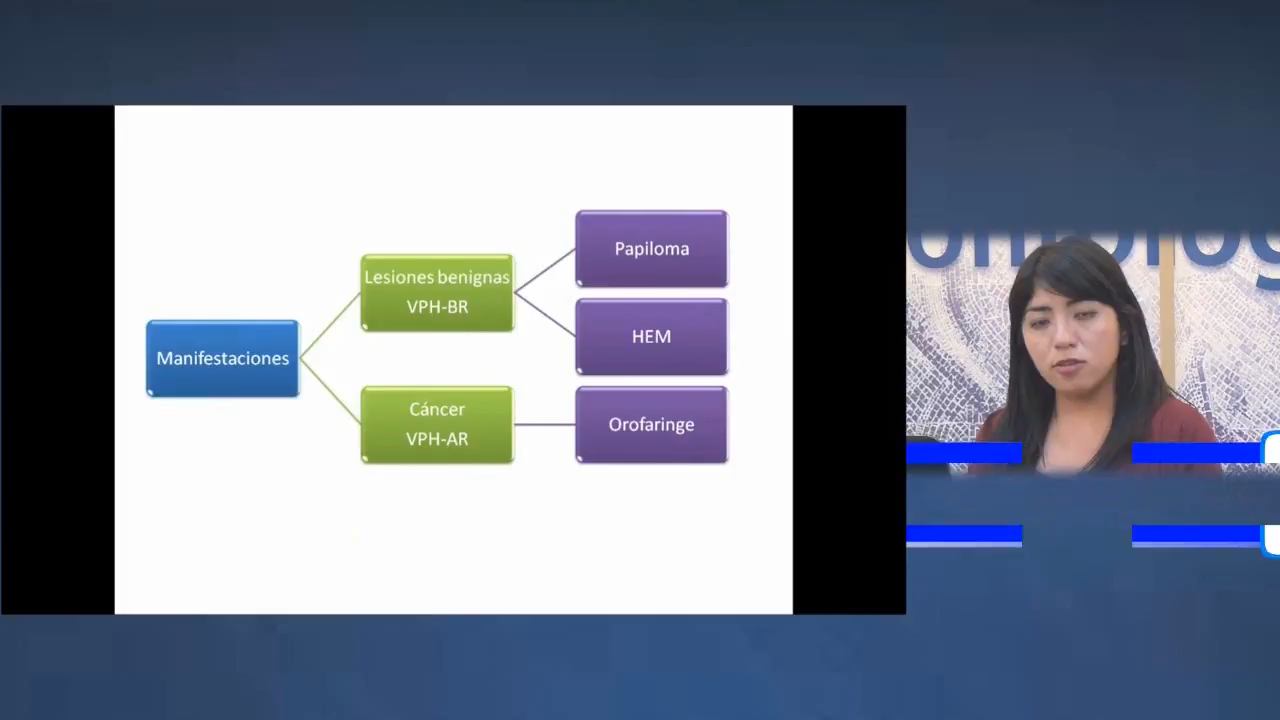 Manifestaciones
Lesiones benignas
VPH-BR
Papiloma
HEM
Cáncer
VPH-AR
Orofaringe